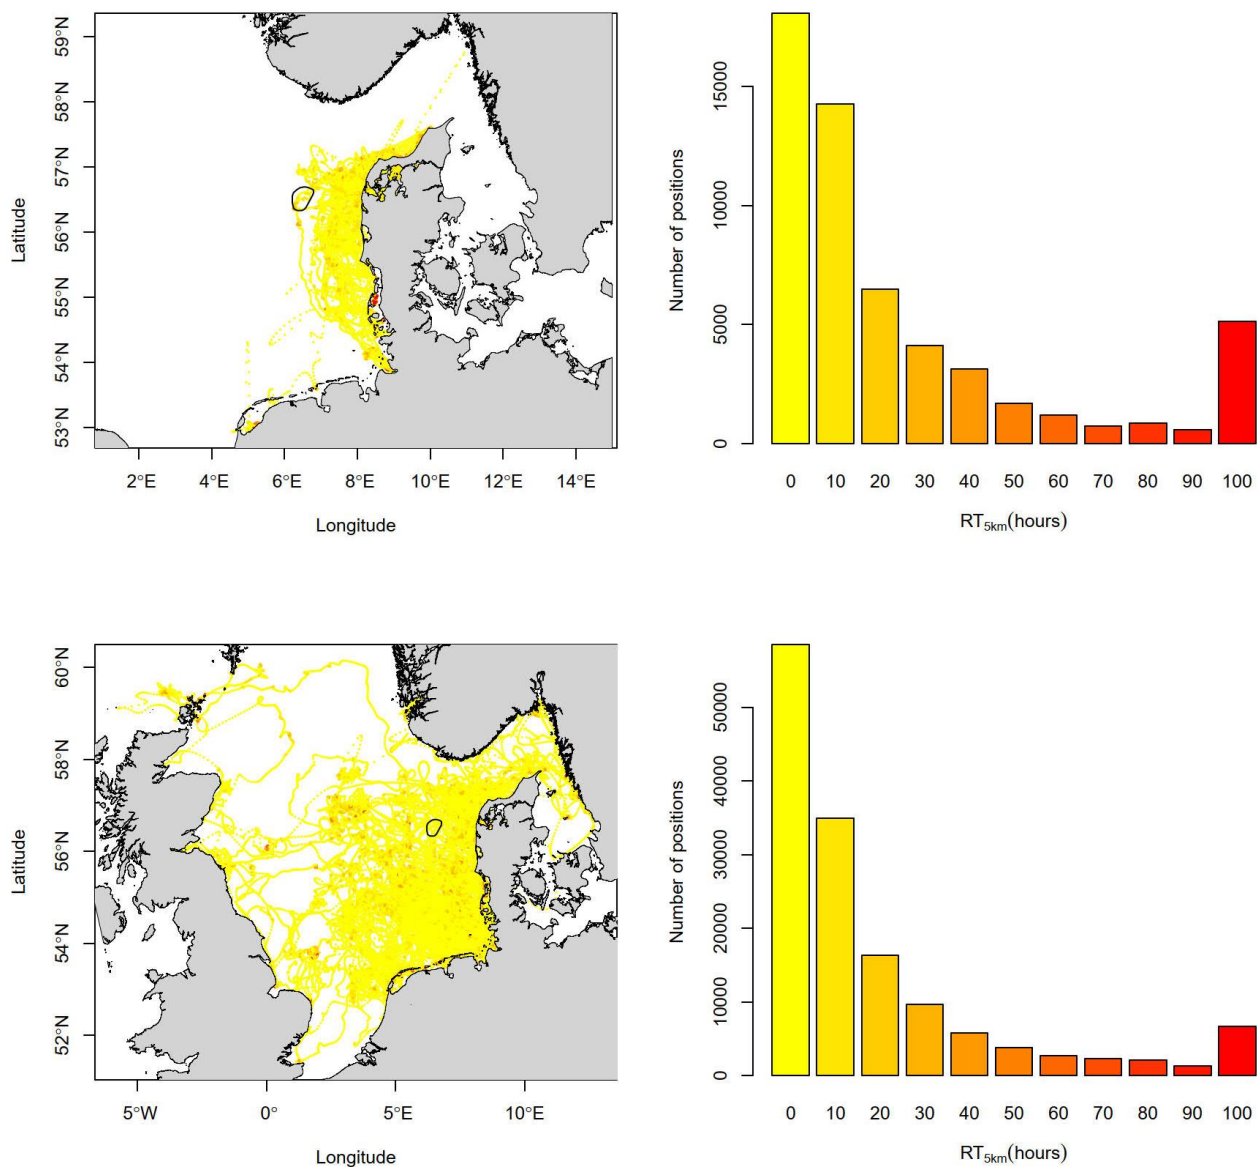 59°N
58°N
57°N
56°N
55°N
54°N
53°N
Latitude
2°E 4°E 6°E 8°E 10°E 12°E 14°E
Longitude
15000
10000
5000
0
Number of positions
0 10 20 30 40 50 60 70 80 90 100
RT5km(hours)
60°N
58°N
56°N
54°N
52°N
Latitude
5°W 0° 5°E 10°E
Longitude
50000
40000
30000
20000
10000
0
Number of positions
0 10 20 30 40 50 60 70 80 90 100
RT5km(hours)